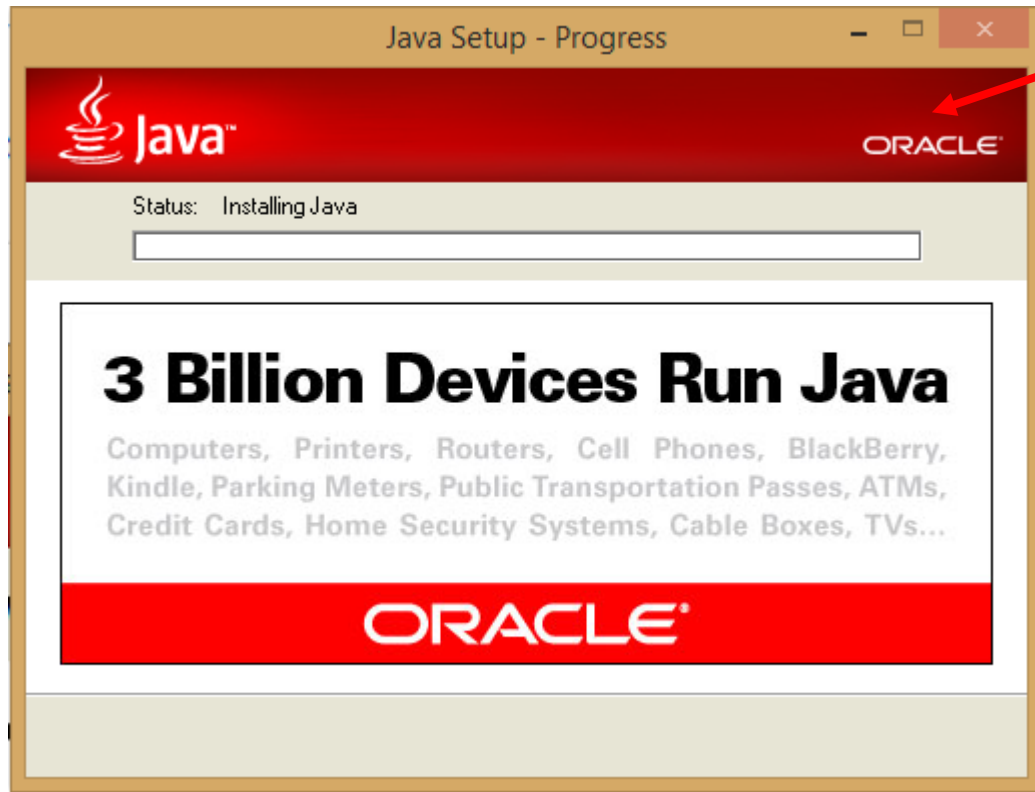 Java Setup - Progress
Java™
ORACLE®
Status: Installing Java
3 Billion Devices Run Java
Computers, Printers, Routers, Cell Phones, BlackBerry,
Kindle, Parking Meters, Public Transportation Passes, ATMs,
Credit Cards, Home Security Systems, Cable Boxes, TVs...
ORACLE®